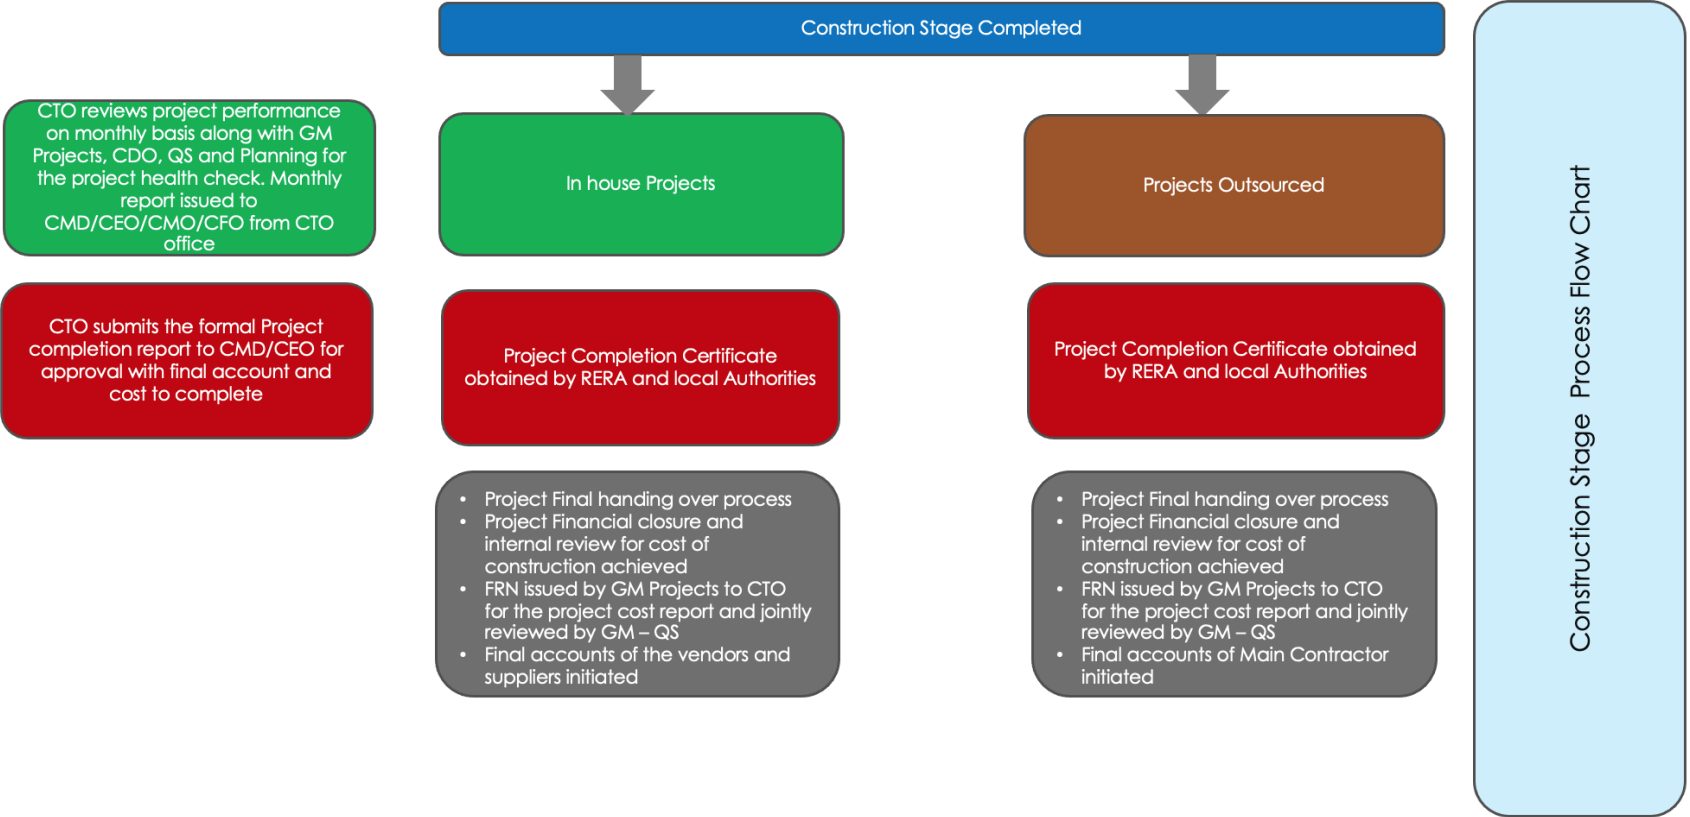 Construction Stage Completed
CTO reviews project performance
on monthly basis along with GM
Projects, CDO, QS and Planning for
the project health check. Monthly
report issued to
CMD/CEO/CMO/CFO from CTO
office
In house Projects
Projects Outsourced
CTO submits the formal Project
completion report to CMD/CEO for
approval with final account and
cost to complete
Project Completion Certificate
obtained by RERA and local Authorities
Project Completion Certificate obtained
by RERA and local Authorities
• Project Final handing over process
• Project Financial closure and
internal review for cost of
construction achieved
• FRN issued by GM Projects to CTO
for the project cost report and jointly
reviewed by GM – QS
• Final accounts of the vendors and
suppliers initiated
• Project Final handing over process
• Project Financial closure and
internal review for cost of
construction achieved
• FRN issued by GM Projects to CTO
for the project cost report and jointly
reviewed by GM – QS
• Final accounts of Main Contractor
initiated
Construction Stage Process Flow Chart